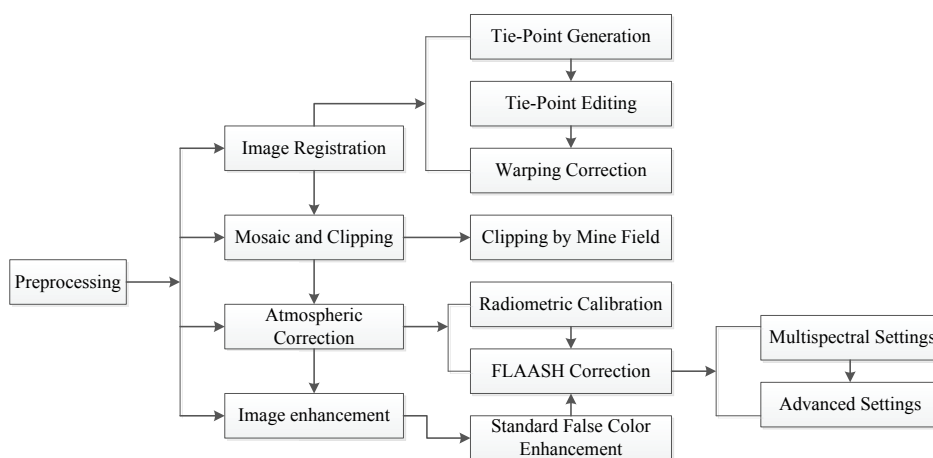 Preprocessing
Image Registration
Mosaic and Clipping
Atmospheric
Correction
Image enhancement
Tie-Point Generation
Tie-Point Editing
Warping Correction
Clipping by Mine Field
Radiometric Calibration
FLAASH Correction
Standard False Color
Enhancement
Multispectral Settings
Advanced Settings